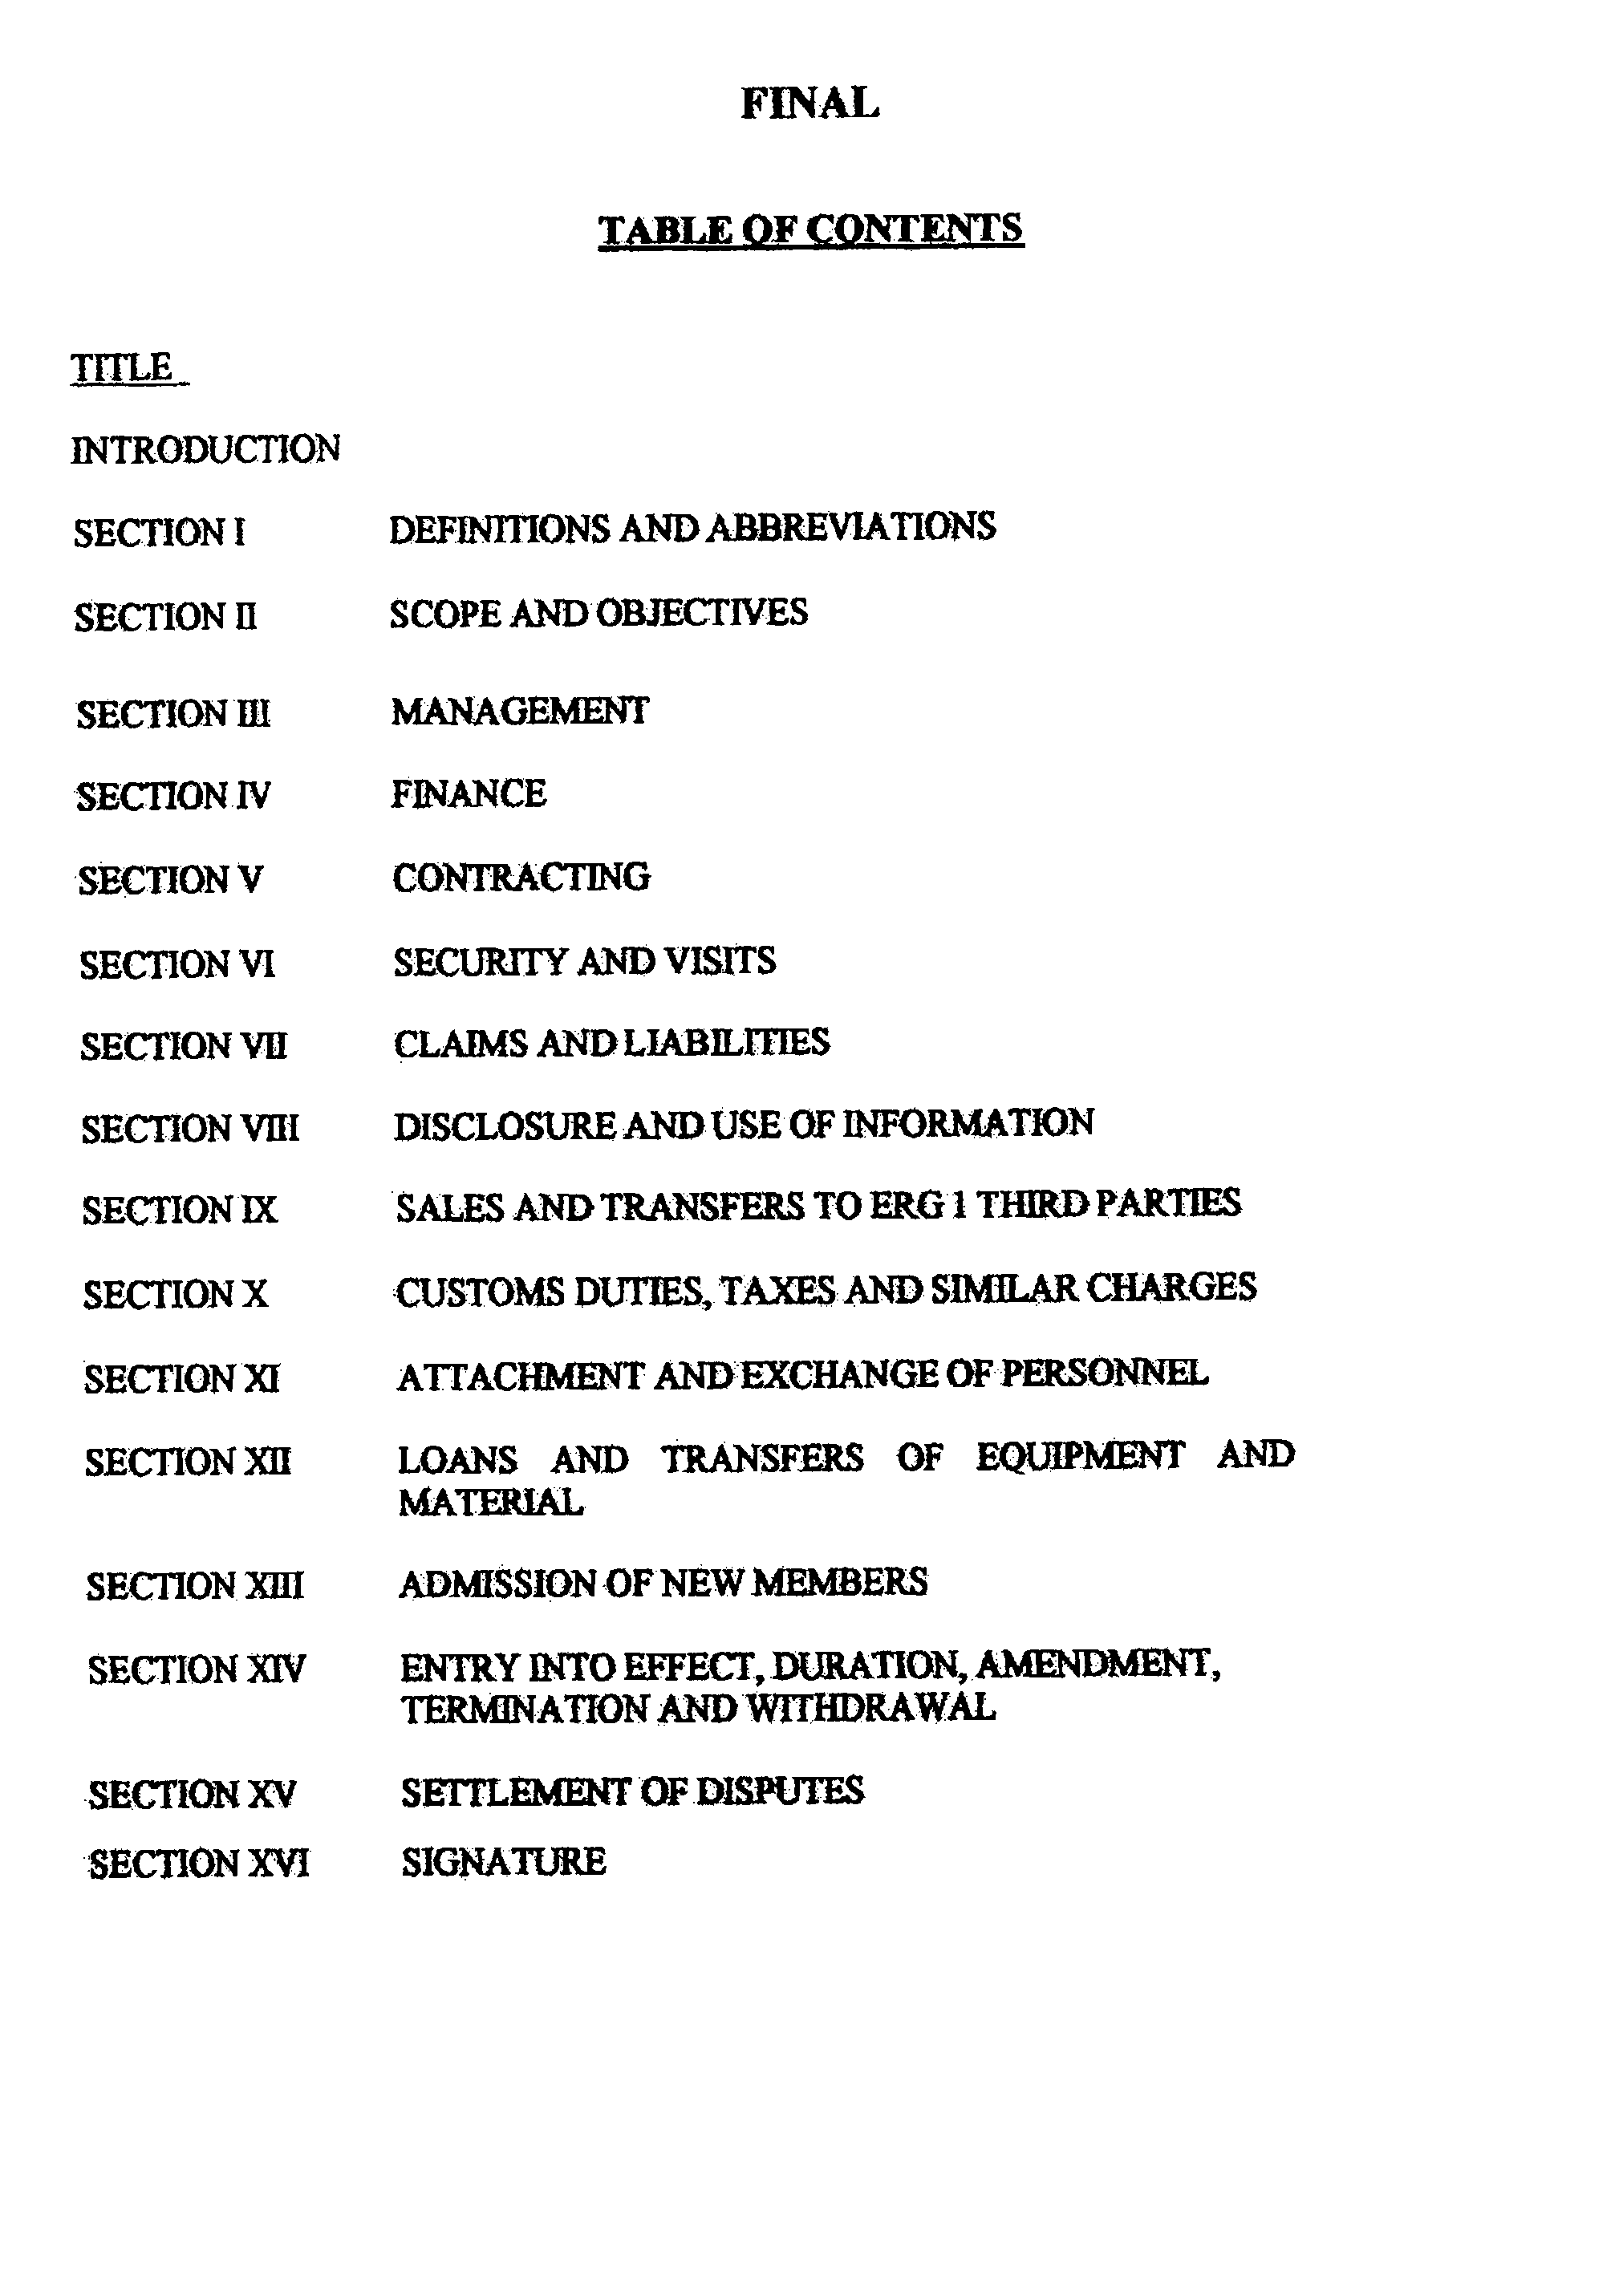 FINAL
TABLE OF CONTENTS
TITLE
INTRODUCTION
SECTION I DEFINITIONS AND ABBREVIATIONS
SECTION II SCOPE AND OBJECTIVES
SECTION III MANAGEMENT
SECTION IV FINANCE
SECTION V CONTRACTING
SECTION VI SECURITY AND VISITS
SECTION VII CLAIMS AND LIABILITIES
SECTION VIII DISCLOSURE AND USE OF INFORMATION
SECTION IX SALES AND TRANSFERS TO ERG 1 THIRD PARTIES
SECTION X CUSTOMS DUTIES, TAXES AND SIMILAR CHARGES
SECTION XI ATTACHMENT AND EXCHANGE OF PERSONNEL
SECTION XII LOANS AND TRANSFERS OF EQUIPMENT AND
MATERIAL
SECTION XIII ADMISSION OF NEW MEMBERS
SECTION XIV ENTRY INTO EFFECT, DURATION, AMENDMENT,
TERMINATION AND WITHDRAWAL
SECTION XV SETTLEMENT OF DISPUTES
SECTION XVI SIGNATURE